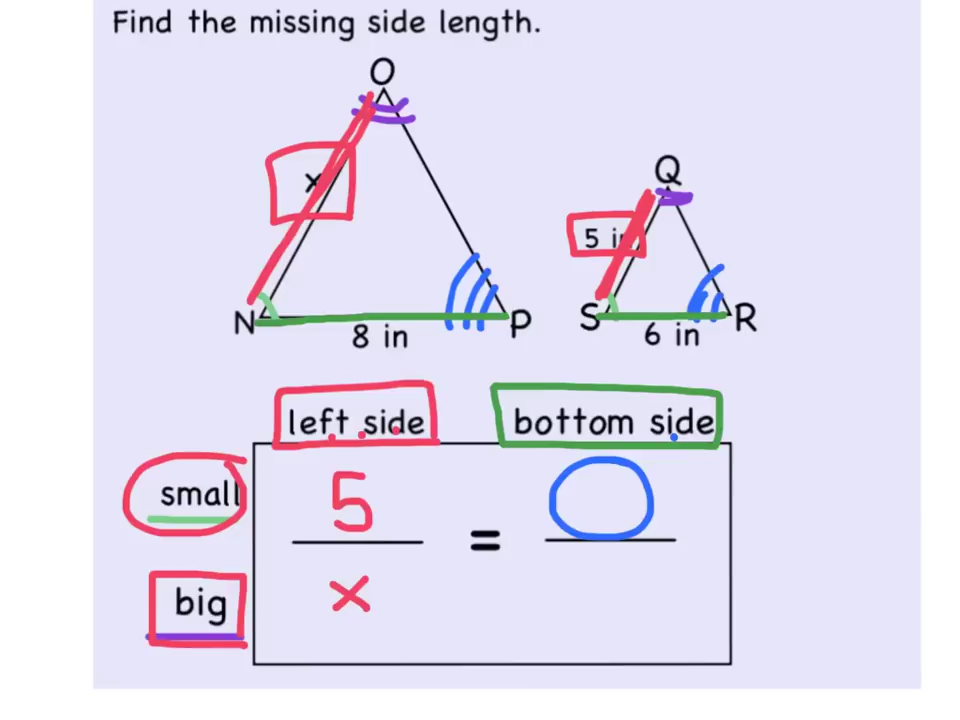 Find the missing side length.
O
x
Q
5 in
N
8 in
P
S
6 in
R
left side
bottom side
small
5
=
big
x